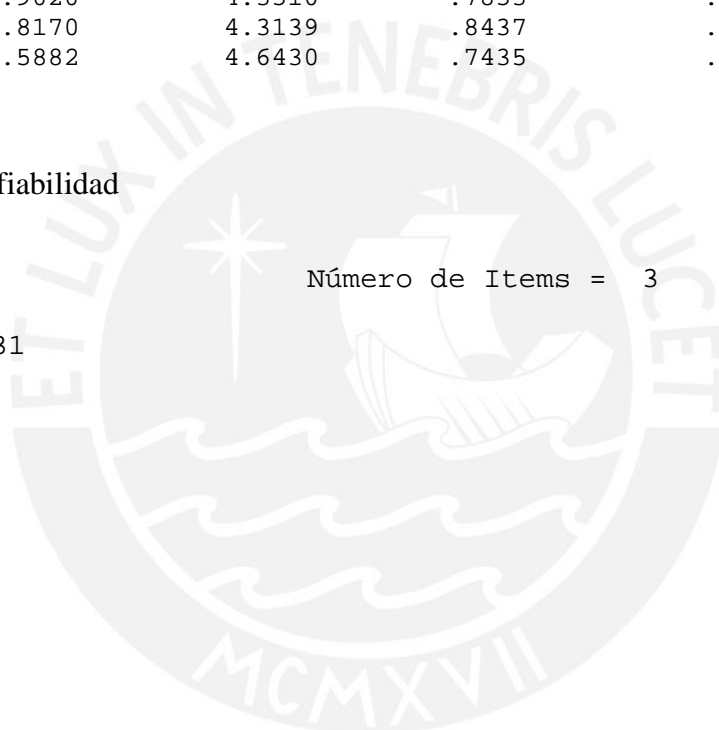 .8170 4.3139 .8437 .
.5882 4.6430 .7435 .
fiabilidad
Número de Items = 3
31
ET LUX IN TENEBRIS LUCET
MCMXVII